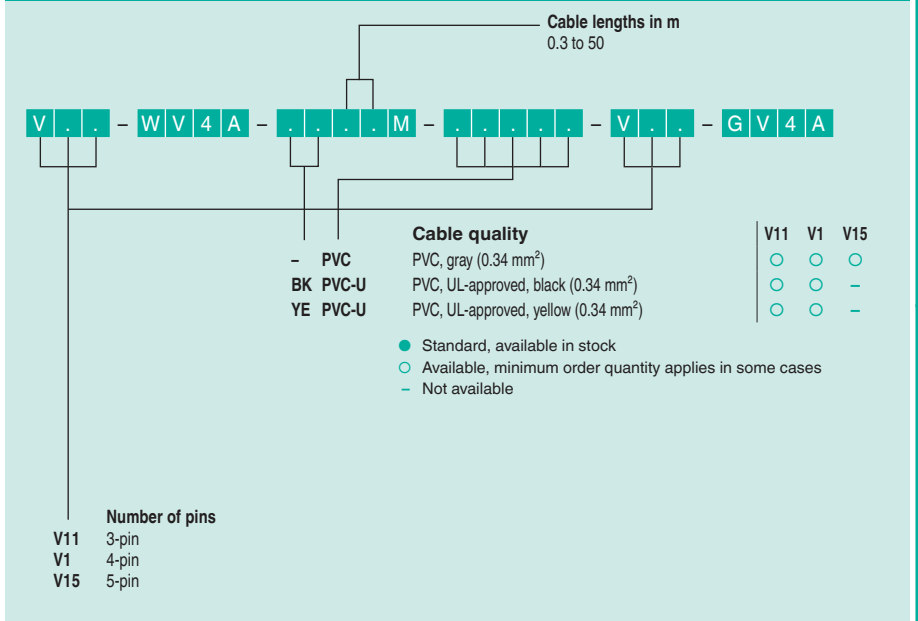 Cable lengths in m
0.3 to 50
V . . – W V 4 A – . . . . M – . . . . . – V . . – G V 4 A
Cable quality V11 V1 V15
– PVC PVC, gray (0.34 mm²) ○ ○ ○
BK PVC-U PVC, UL-approved, black (0.34 mm²) ○ ○ –
YE PVC-U PVC, UL-approved, yellow (0.34 mm²) ○ ○ –
● Standard, available in stock
○ Available, minimum order quantity applies in some cases
– Not available
Number of pins
V11 3-pin
V1 4-pin
V15 5-pin